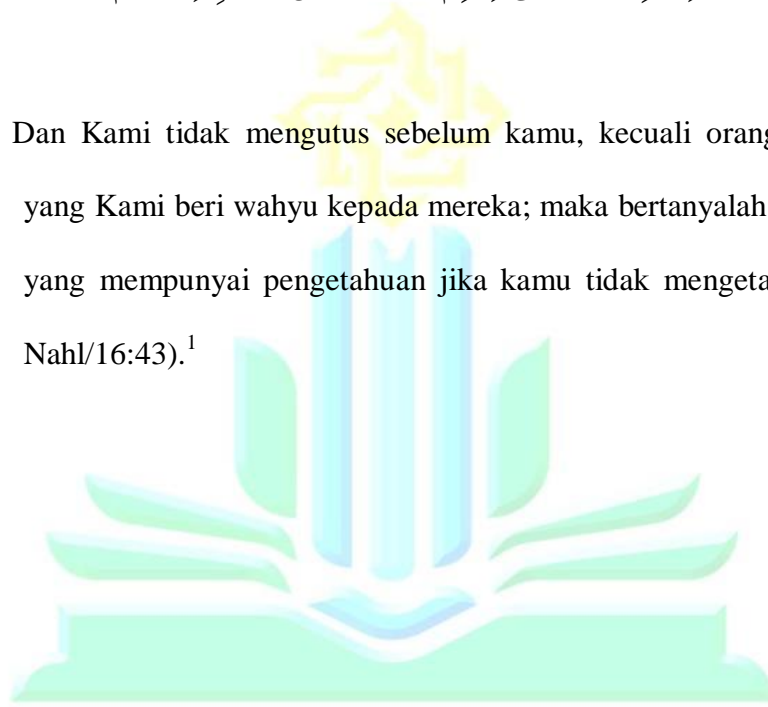 Dan Kami tidak mengutus sebelum kamu, kecuali orang
yang Kami beri wahyu kepada mereka; maka bertanyalah
yang mempunyai pengetahuan jika kamu tidak
Nahl/16:43).¹